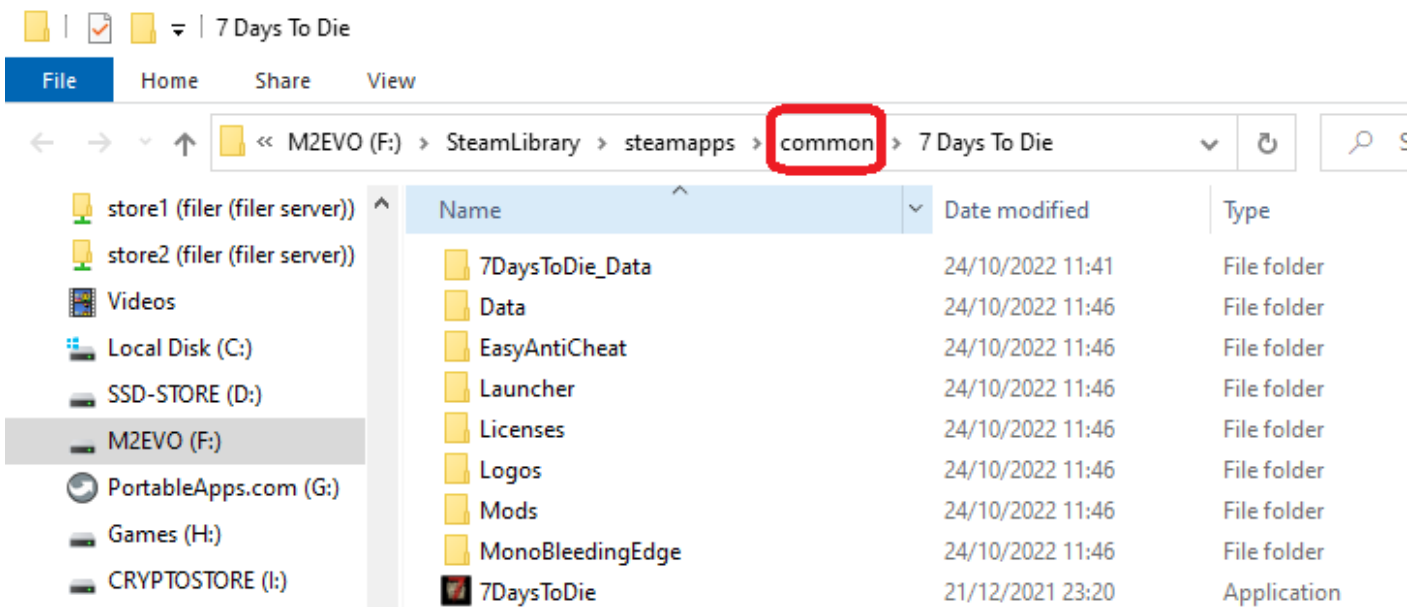 7 Days To Die
File Home Share View
« M2EVO (F:) > SteamLibrary > steamapps > common > 7 Days To Die
store1 (filer (filer server))
store2 (filer (filer server))
Videos
Local Disk (C:)
SSD-STORE (D:)
M2EVO (F:)
PortableApps.com (G:)
Games (H:)
CRYPTOSTORE (I:)
Name Date modified Type
7DaysToDie_Data 24/10/2022 11:41 File folder
Data 24/10/2022 11:46 File folder
EasyAntiCheat 24/10/2022 11:46 File folder
Launcher 24/10/2022 11:46 File folder
Licenses 24/10/2022 11:46 File folder
Logos 24/10/2022 11:46 File folder
Mods 24/10/2022 11:46 File folder
MonoBleedingEdge 24/10/2022 11:46 File folder
7DaysToDie 21/12/2021 23:20 Application